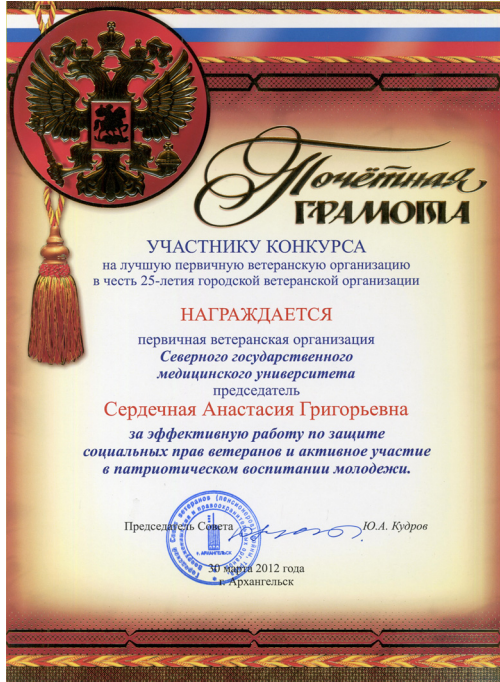 Почётная
ГРАМОТА
УЧАСТНИКУ КОНКУРСА
на лучшую первичную ветеранскую организацию
в честь 25-летия городской ветеранской организации
НАГРАЖДАЕТСЯ
первичная ветеранская организация
Северного государственного
медицинского университета
председатель
Сердечная Анастасия Григорьевна
за эффективную работу по защите
социальных прав ветеранов и активное участие
в патриотическом воспитании молодежи.
Председатель Совета Ю.А. Кудров
г. АРХАНГЕЛЬСК
30 марта 2012 года
г. Архангельск